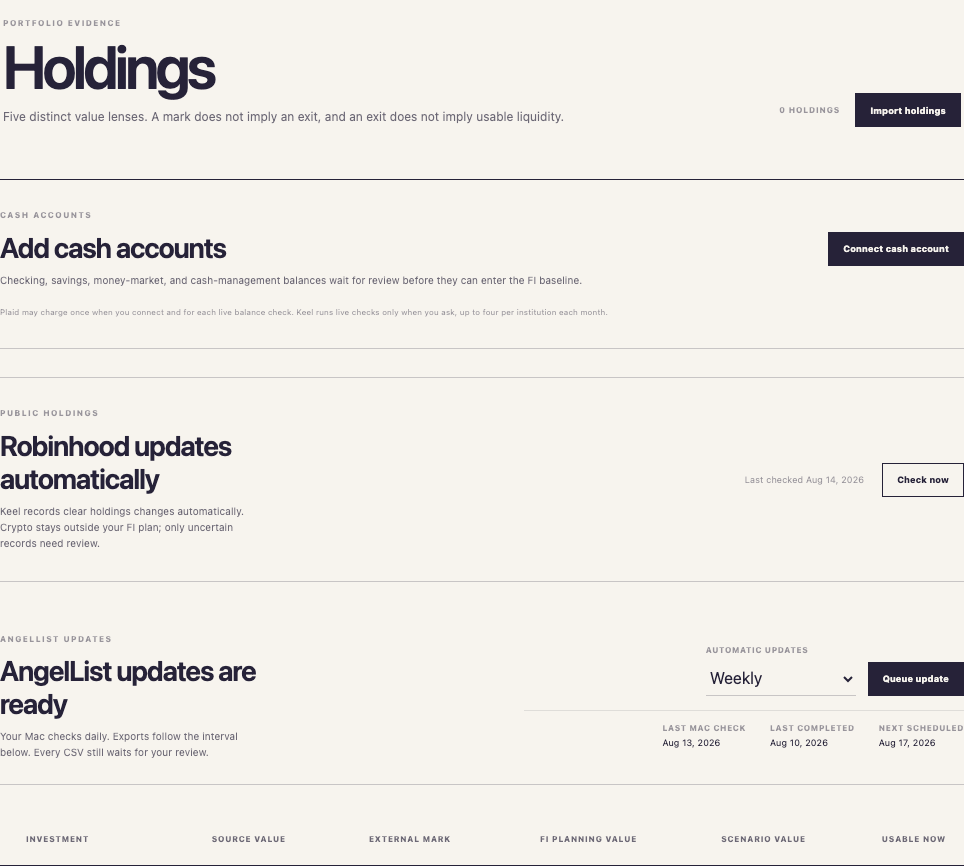 PORTFOLIO EVIDENCE
Holdings
Five distinct value lenses. A mark does not imply an exit, and an exit does not imply usable liquidity.
0 HOLDINGS
Import holdings
CASH ACCOUNTS
Add cash accounts
Connect cash account
Checking, savings, money-market, and cash-management balances wait for review before they can enter the FI baseline.
Plaid may charge once when you connect and for each live balance check. Keel runs live checks only when you ask, up to four per institution each month.
PUBLIC HOLDINGS
Robinhood updates
automatically
Last checked Aug 14, 2026
Check now
Keel records clear holdings changes automatically.
Crypto stays outside your FI plan; only uncertain
records need review.
ANGELLIST UPDATES
AngelList updates are
ready
Your Mac checks daily. Exports follow the interval
below. Every CSV still waits for your review.
AUTOMATIC UPDATES
Weekly
Queue update
LAST MAC CHECK
Aug 13, 2026
LAST COMPLETED
Aug 10, 2026
NEXT SCHEDULED
Aug 17, 2026
INVESTMENT
SOURCE VALUE
EXTERNAL MARK
FI PLANNING VALUE
SCENARIO VALUE
USABLE NOW